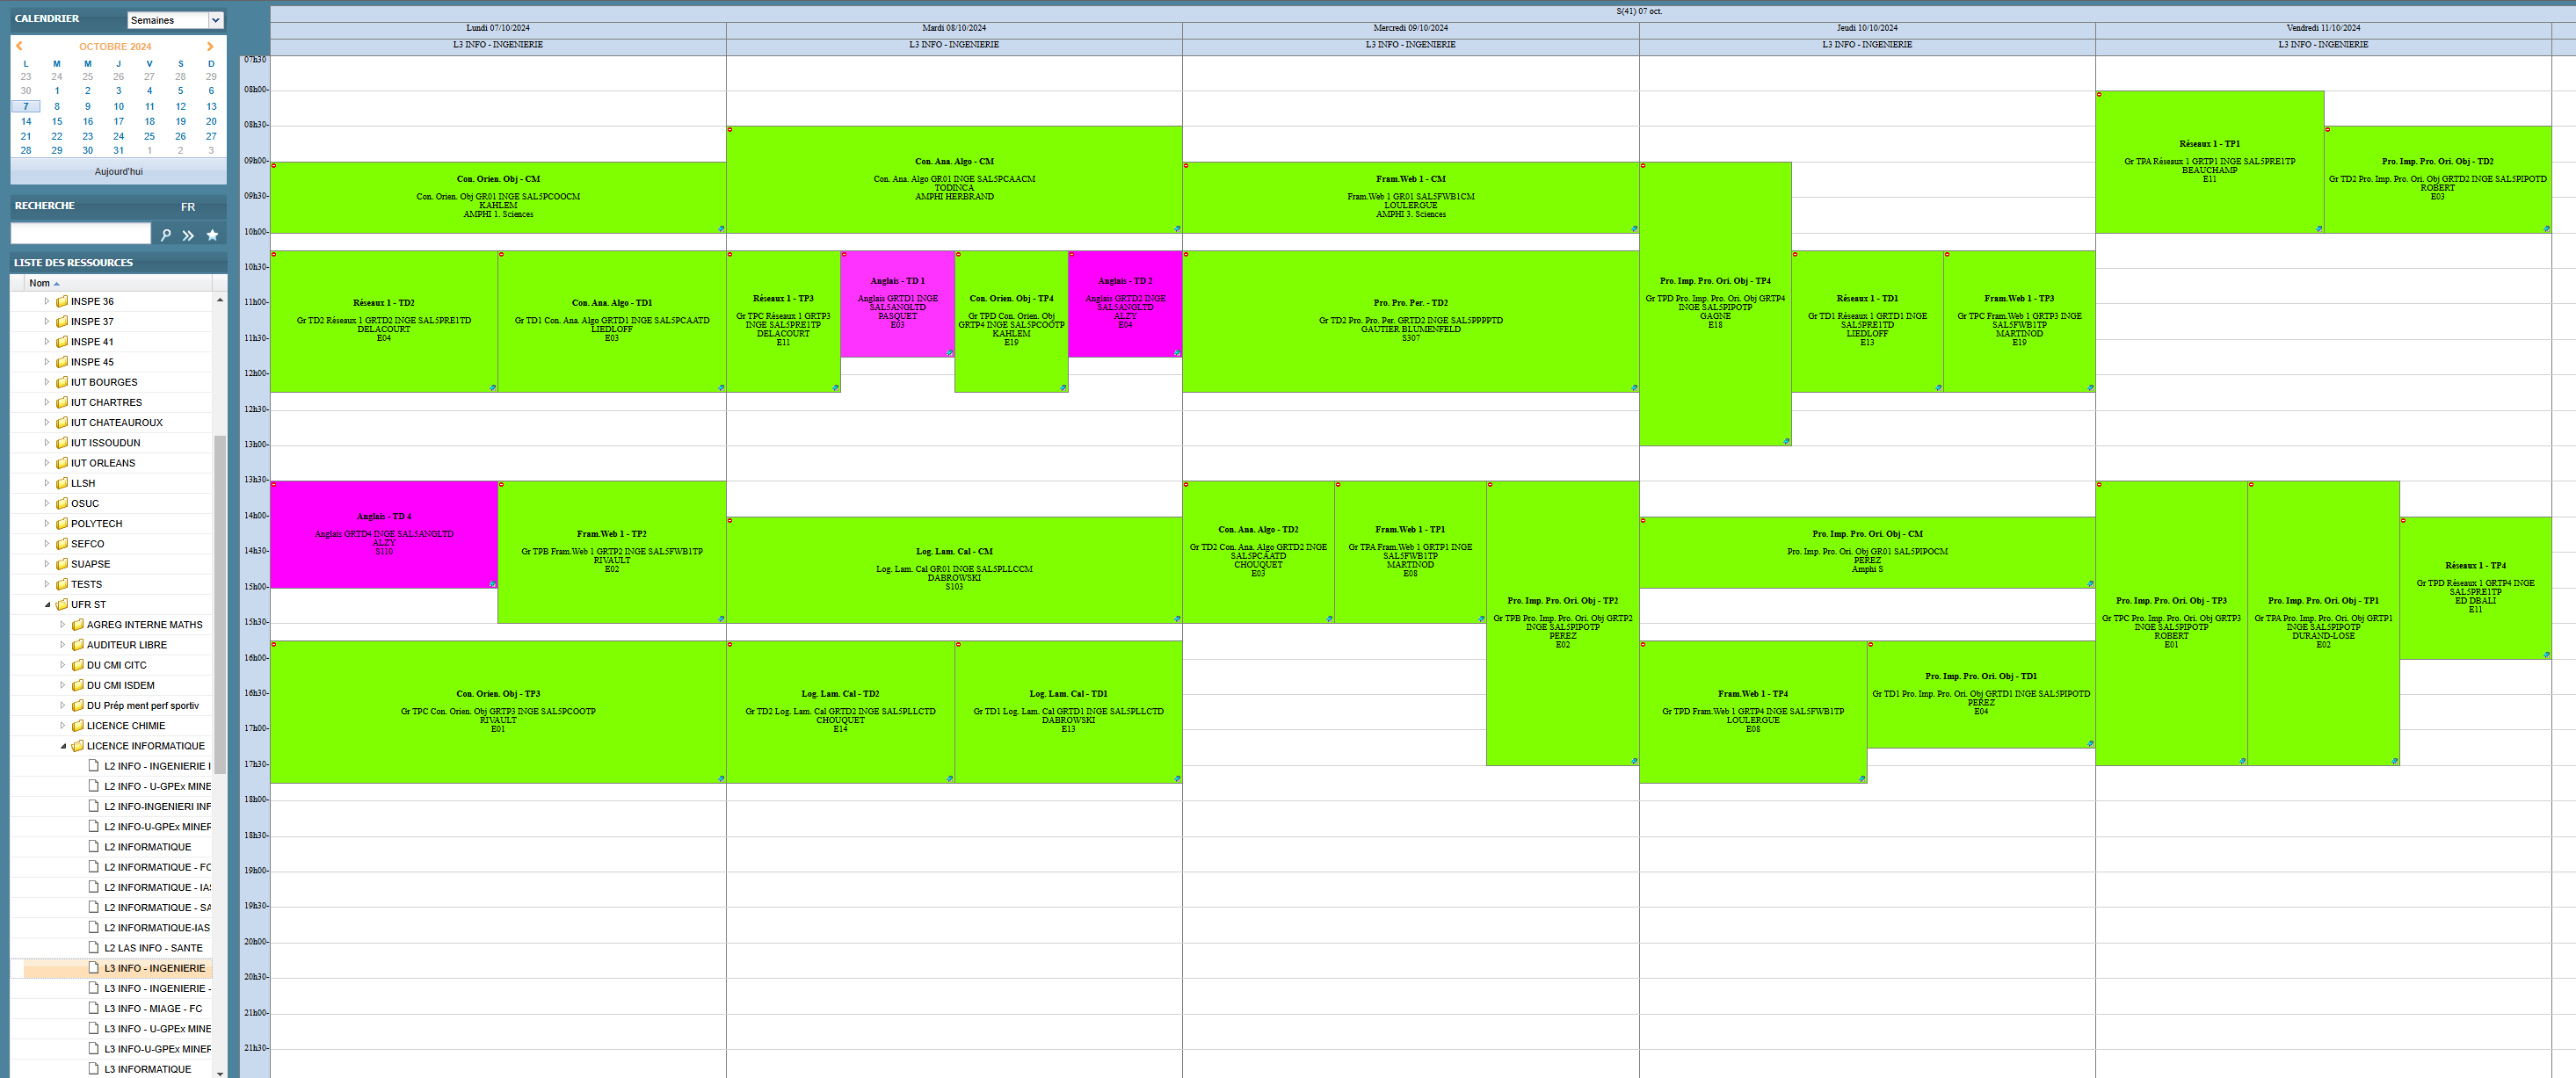 CALENDRIER
Semaines
OCTOBRE 2024
L M M J V S D
23 24 25 26 27 28 29
30 1 2 3 4 5 6
7 8 9 10 11 12 13
14 15 16 17 18 19 20
21 22 23 24 25 26 27
28 29 30 31 1 2 3
Aujourd'hui
RECHERCHE
FR
LISTE DES RESSOURCES
Nom
INSPE 36
INSPE 37
INSPE 41
INSPE 45
IUT BOURGES
IUT CHARTRES
IUT CHATEAUROUX
IUT ISSOUDUN
IUT ORLEANS
LLSH
OSUC
POLYTECH
SEFCO
SUAPSE
TESTS
UFR ST
AGREG INTERNE MATHS
AUDITEUR LIBRE
DU CMI CITC
DU CMI ISDEM
DU Prép ment perf sportiv
LICENCE CHIMIE
LICENCE INFORMATIQUE
L2 INFO - INGENIERIE I
L2 INFO - U-GPEx MINE
L2 INFO-INGENIERI INF
L2 INFO-U-GPEx MINER
L2 INFORMATIQUE
L2 INFORMATIQUE - FC
L2 INFORMATIQUE - IAS
L2 INFORMATIQUE - SA
L2 INFORMATIQUE-IAS
L2 LAS INFO - SANTE
L3 INFO - INGENIERIE
L3 INFO - INGENIERIE -
L3 INFO - MIAGE - FC
L3 INFO - U-GPEx MINE
L3 INFO-U-GPEx MINER
L3 INFORMATIQUE
S(41) 07 oct.
Lundi 07/10/2024
Mardi 08/10/2024
Mercredi 09/10/2024
Jeudi 10/10/2024
Vendredi 11/10/2024
L3 INFO - INGENIERIE
L3 INFO - INGENIERIE
L3 INFO - INGENIERIE
L3 INFO - INGENIERIE
L3 INFO - INGENIERIE
07h30
08h00
08h30
09h00
09h30
10h00
10h30
11h00
11h30
12h00
12h30
13h00
13h30
14h00
14h30
15h00
15h30
16h00
16h30
17h00
17h30
18h00
18h30
19h00
19h30
20h00
20h30
21h00
21h30
Con. Orien. Obj - CM
Con. Orien. Obj GR01 INGE SAL5PCOOCM
KAHLEM
AMPHI 1. Sciences
Réseaux 1 - TD2
Gr TD2 Réseaux 1 GRTD2 INGE SAL5PRE1TD
DELACOURT
E04
Con. Ana. Algo - TD1
Gr TD1 Con. Ana. Algo GRTD1 INGE SAL5PCAATD
LIEDLOFF
E03
Anglais - TD 4
Anglais GRTD4 INGE SAL5ANGLTD
ALZY
S110
Fram.Web 1 - TP2
Gr TPB Fram.Web 1 GRTP2 INGE SAL5FWB1TP
RIVAULT
E02
Con. Orien. Obj - TP3
Gr TPC Con. Orien. Obj GRTP3 INGE SAL5PCOOTP
RIVAULT
E01
Con. Ana. Algo - CM
Con. Ana. Algo GR01 INGE SAL5PCAACM
TODINCA
AMPHI HERBRAND
Réseaux 1 - TP3
Gr TPC Réseaux 1 GRTP3
INGE SAL5PRE1TP
DELACOURT
E11
Anglais - TD 1
Anglais GRTD1 INGE
SAL5ANGLTD
PASQUET
E03
Con. Orien. Obj - TP4
Gr TPD Con. Orien. Obj
GRTP4 INGE SAL5PCOOTP
KAHLEM
E19
Anglais - TD 2
Anglais GRTD2 INGE
SAL5ANGLTD
ALZY
E04
Log. Lam. Cal - CM
Log. Lam. Cal GR01 INGE SAL5PLLCCM
DABROWSKI
S103
Log. Lam. Cal - TD2
Gr TD2 Log. Lam. Cal GRTD2 INGE SAL5PLLCTD
CHOUQUET
E14
Log. Lam. Cal - TD1
Gr TD1 Log. Lam. Cal GRTD1 INGE SAL5PLLCTD
DABROWSKI
E13
Fram.Web 1 - CM
Fram.Web 1 GR01 SAL5FWB1CM
LOULERGUE
AMPHI 3. Sciences
Pro. Pro. Per. - TD2
Gr TD2 Pro. Pro. Per. GRTD2 INGE SAL5PPPPTD
GAUTIER BLUMENFELD
S307
Con. Ana. Algo - TD2
Gr TD2 Con. Ana. Algo GRTD2 INGE
SAL5PCAATD
CHOUQUET
E03
Fram.Web 1 - TP1
Gr TPA Fram.Web 1 GRTP1 INGE
SAL5FWB1TP
MARTINOD
E08
Pro. Imp. Pro. Ori. Obj - TP2
Gr TPB Pro. Imp. Pro. Ori. Obj GRTP2
INGE SAL5PIPOTP
PEREZ
E02
Pro. Imp. Pro. Ori. Obj - TP4
Gr TPD Pro. Imp. Pro. Ori. Obj GRTP4
INGE SAL5PIPOTP
GAGNE
E18
Réseaux 1 - TD1
Gr TD1 Réseaux 1 GRTD1 INGE
SAL5PRE1TD
LIEDLOFF
E13
Fram.Web 1 - TP3
Gr TPC Fram.Web 1 GRTP3 INGE
SAL5FWB1TP
MARTINOD
E19
Pro. Imp. Pro. Ori. Obj - CM
Pro. Imp. Pro. Ori. Obj GR01 SAL5PIPOCM
PEREZ
Amphi S
Fram.Web 1 - TP4
Gr TPD Fram.Web 1 GRTP4 INGE SAL5FWB1TP
LOULERGUE
E08
Pro. Imp. Pro. Ori. Obj - TD1
Gr TD1 Pro. Imp. Pro. Ori. Obj GRTD1 INGE SAL5PIPOTD
PEREZ
E04
Réseaux 1 - TP1
Gr TPA Réseaux 1 GRTP1 INGE SAL5PRE1TP
BEAUCHAMP
E11
Pro. Imp. Pro. Ori. Obj - TD2
Gr TD2 Pro. Imp. Pro. Ori. Obj GRTD2 INGE SAL5PIPOTD
ROBERT
E03
Pro. Imp. Pro. Ori. Obj - TP3
Gr TPC Pro. Imp. Pro. Ori. Obj GRTP3
INGE SAL5PIPOTP
ROBERT
E01
Pro. Imp. Pro. Ori. Obj - TP1
Gr TPA Pro. Imp. Pro. Ori. Obj GRTP1
INGE SAL5PIPOTP
DURAND-LOSE
E02
Réseaux 1 - TP4
Gr TPD Réseaux 1 GRTP4 INGE
SAL5PRE1TP
ED DBALI
E11